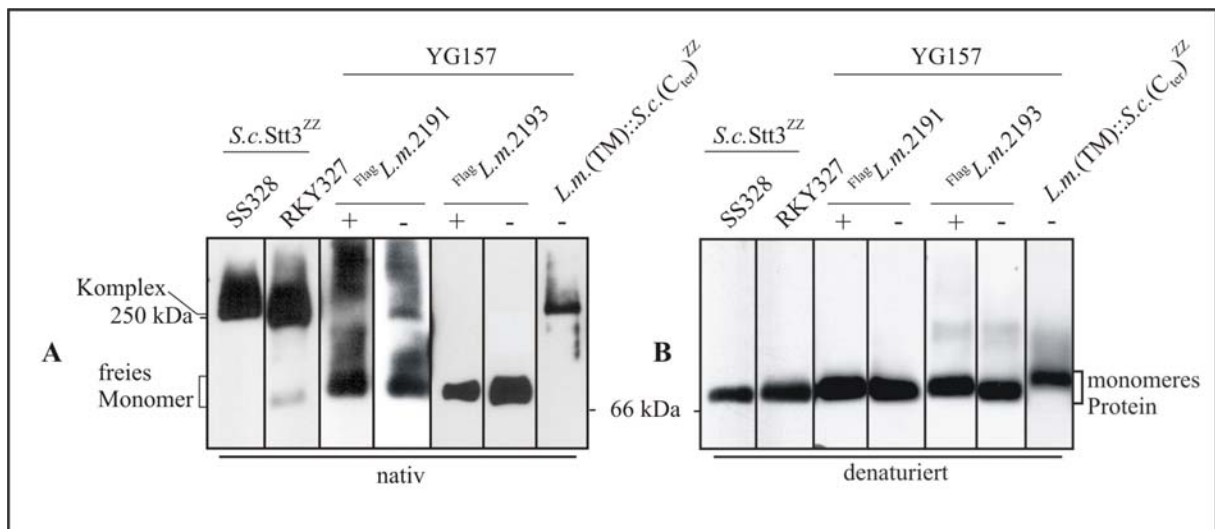 YG157
S.c.Stt3ZZ
SS328
RKY327
FlagL.m.2191
FlagL.m.2193
L.m.(TM)::S.c.(Cter)ZZ
+ - + - -
Komplex
250 kDa
A
freies
Monomer
nativ
YG157
S.c.Stt3ZZ
SS328
RKY327
FlagL.m.2191
FlagL.m.2193
L.m.(TM)::S.c.(Cter)ZZ
+ - + - -
B
66 kDa
monomeres
Protein
denaturiert